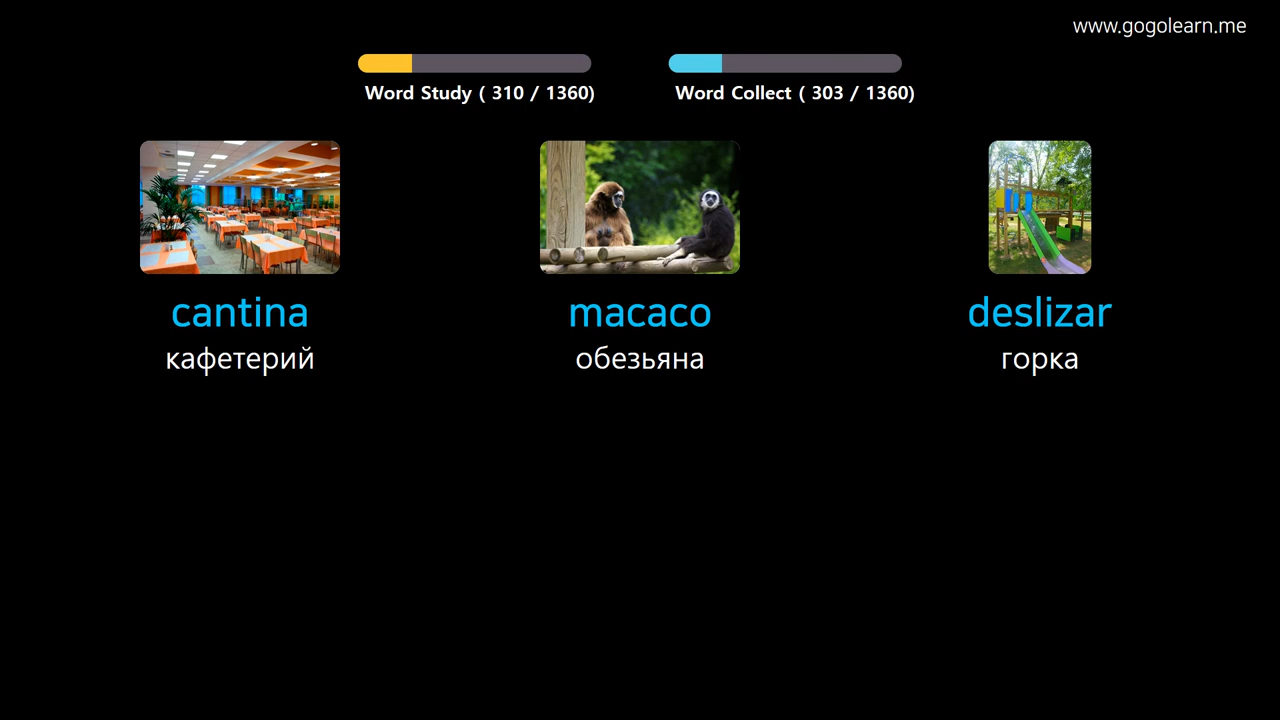 www.gogolearn.me
Word Study ( 310 / 1360)
Word Collect ( 303 / 1360)
cantina
macaco
deslizar
кафетерий
обезьяна
горка